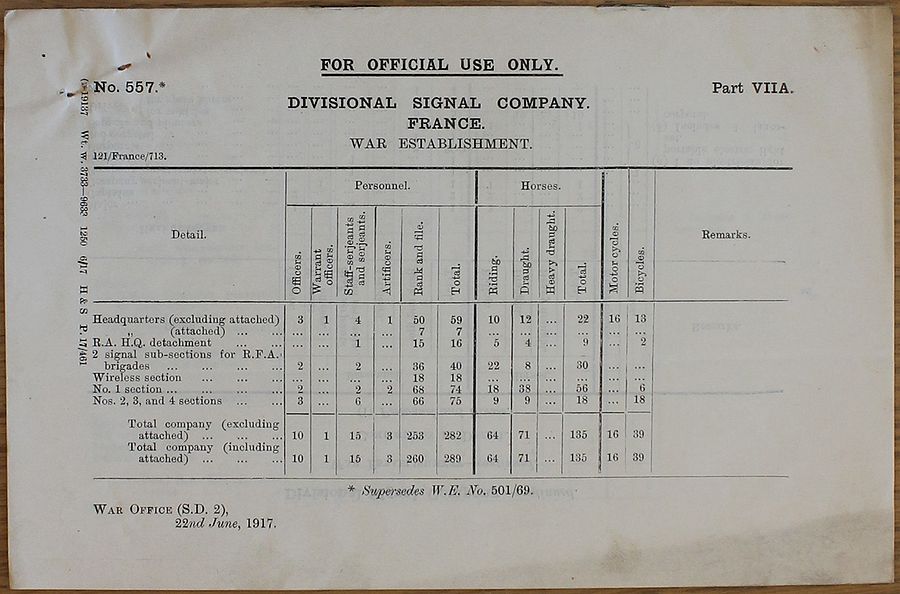 FOR OFFICIAL USE ONLY.
No. 557.*
Part VIIA.
DIVISIONAL SIGNAL COMPANY.
FRANCE.
WAR ESTABLISHMENT.
121/France/713.
Detail.
Personnel.
Horses.
Motor cycles.
Bicycles.
Remarks.
Officers.
Warrant officers.
Staff-serjeants and serjeants.
Artificers.
Rank and file.
Total.
Riding.
Draught.
Heavy draught.
Total.
Headquarters (excluding attached) 3 1 4 1 50 59 10 12 ... 22 16 13
„ (attached) ... ... ... ... ... ... 7 7 ... ... ... ... ... ...
R.A. H.Q. detachment ... ... ... ... 1 ... 15 16 5 4 ... 9 ... 2
2 signal sub-sections for R.F.A.
brigades ... ... ... ... 2 ... 2 ... 36 40 22 8 ... 30 ... ...
Wireless section ... ... ... ... ... ... ... 18 18 ... ... ... ... ... ...
No. 1 section ... ... ... ... 2 ... 2 2 68 74 18 38 ... 56 ... 6
Nos. 2, 3, and 4 sections ... ... 3 ... 6 ... 66 75 9 9 ... 18 ... 18
Total company (excluding
attached) ... ... ... 10 1 15 3 253 282 64 71 ... 135 16 39
Total company (including
attached) ... ... ... 10 1 15 3 260 289 64 71 ... 135 16 39
* Supersedes W.E. No. 501/69.
WAR OFFICE (S.D. 2),
22nd June, 1917.
W. 3733—9633 1250 6/17 H & S P. 17/461